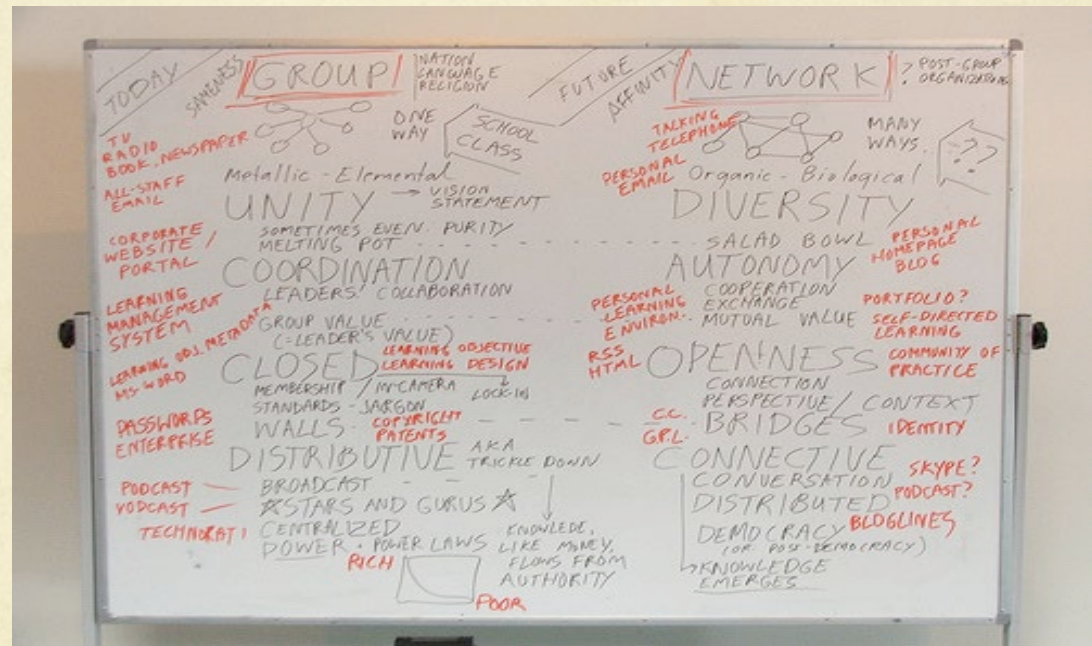 TODAY
SAMENESS
GROUP
NATION
LANGUAGE
RELIGION
ONE
WAY
SCHOOL
CLASS
TV
RADIO
BOOK, NEWSPAPER
ALL-STAFF
EMAIL
Metallic - Elemental
UNITY → VISION
STATEMENT
SOMETIMES EVEN. PURITY
MELTING POT
CORPORATE
WEBSITE /
PORTAL
COORDINATION
LEADERS! COLLABORATION
LEARNING
MANAGEMENT
SYSTEM
GROUP VALUE
(=LEADER'S VALUE)
LEARNING OBJ. METADATA
MS-WORD
CLOSED
LEARNING OBJECTIVE
LEARNING DESIGN
LOCK-IN
MEMBERSHIP /
STANDARDS - JARGON
WALLS -
COPYRIGHT
PATENTS
PASSWORDS
ENTERPRISE
DISTRIBUTIVE AKA
TRICKLE DOWN
PODCAST
VODCAST
BROADCAST
☆STARS AND GURUS☆
TECHNORATI
CENTRALIZED
POWER. POWER LAWS
RICH
POOR
KNOWLEDE,
LIKE MONEY,
FLOWS FROM
AUTHORITY
FUTURE
AFFINITY
NETWORK
? POST-GROUP
TALKING
TELEPHONE
MANY
WAYS.
???
PERSONAL
EMAIL
Organic - Biological
DIVERSITY
SALAD BOWL
PERSONAL
HOMEPAGE
BLOG
AUTONOMY
COOPERATION
EXCHANGE
MUTUAL VALUE
PERSONAL
LEARNING
ENVIRON.
PORTFOLIO?
SELF-DIRECTED
LEARNING
RSS
HTML
OPENNESS
COMMUNITY OF
PRACTICE
CONNECTION
PERSPECTIVE / CONTEXT
C.C.
G.P.L.
BRIDGES
IDENTITY
CONNECTIVE
CONVERSATION
SKYPE?
DISTRIBUTED
PODCAST?
DEMOCRACY
BLOGLINES
(OR POST-DEMOCRACY)
KNOWLEDGE
EMERGES